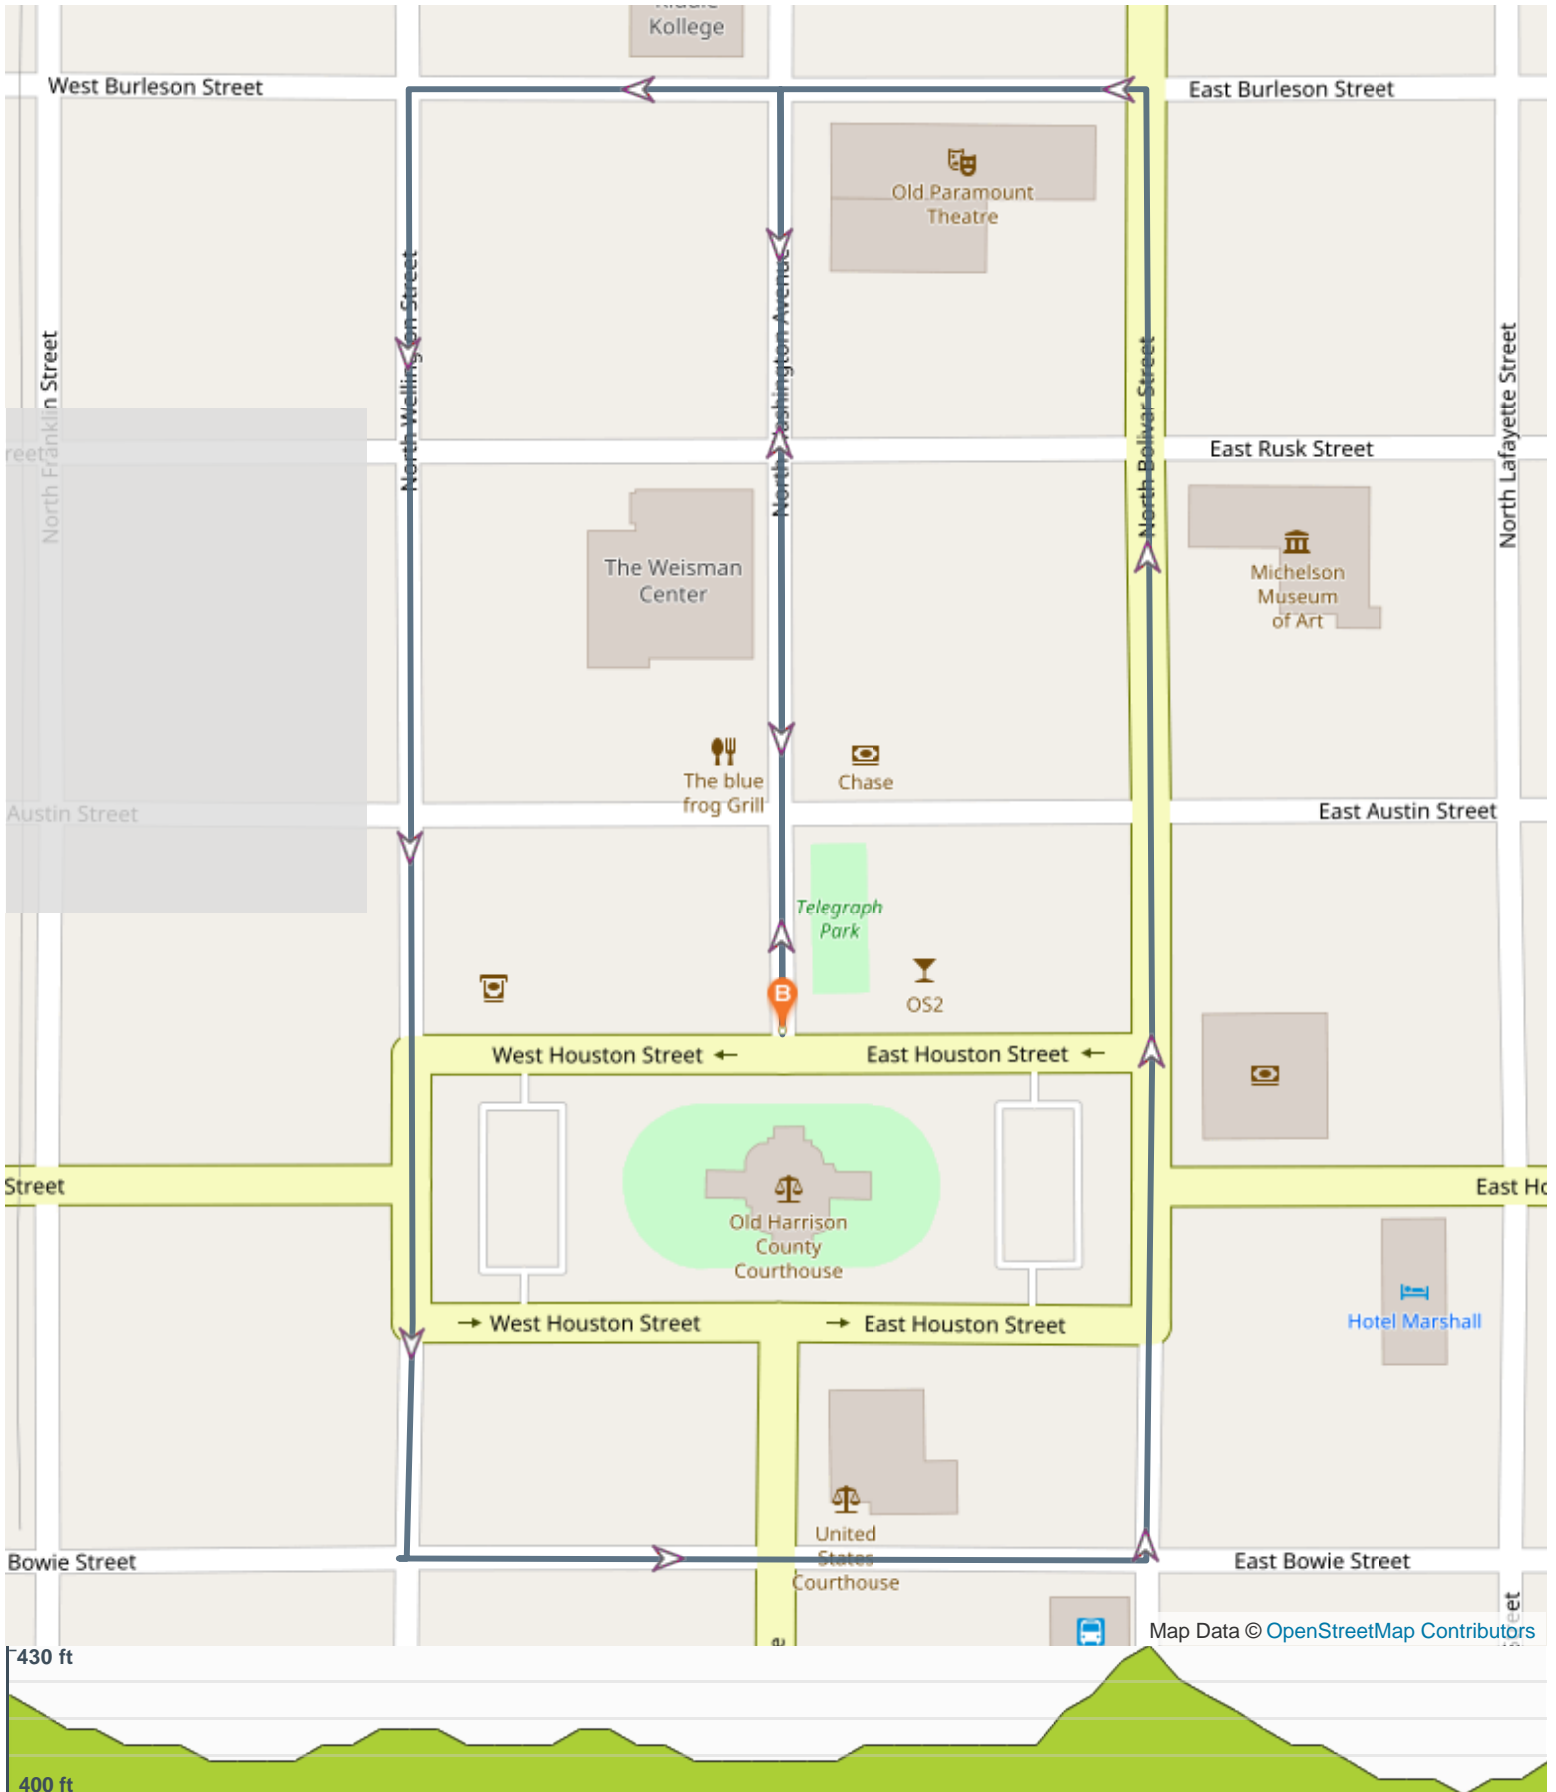 Kollege
West Burleson Street
East Burleson Street
Old Paramount
Theatre
North Wellington Street
North Washington Avenue
North Bolivar Street
North Franklin Street
North Lafayette Street
reet
East Rusk Street
The Weisman
Center
Michelson
Museum
of Art
The blue
frog Grill
Chase
Austin Street
East Austin Street
Telegraph
Park
OS2
B
West Houston Street
East Houston Street
Street
East Ho
Old Harrison
County
Courthouse
Hotel Marshall
West Houston Street
East Houston Street
United
States
Courthouse
Bowie Street
East Bowie Street
Map Data © OpenStreetMap Contributors
430 ft
400 ft